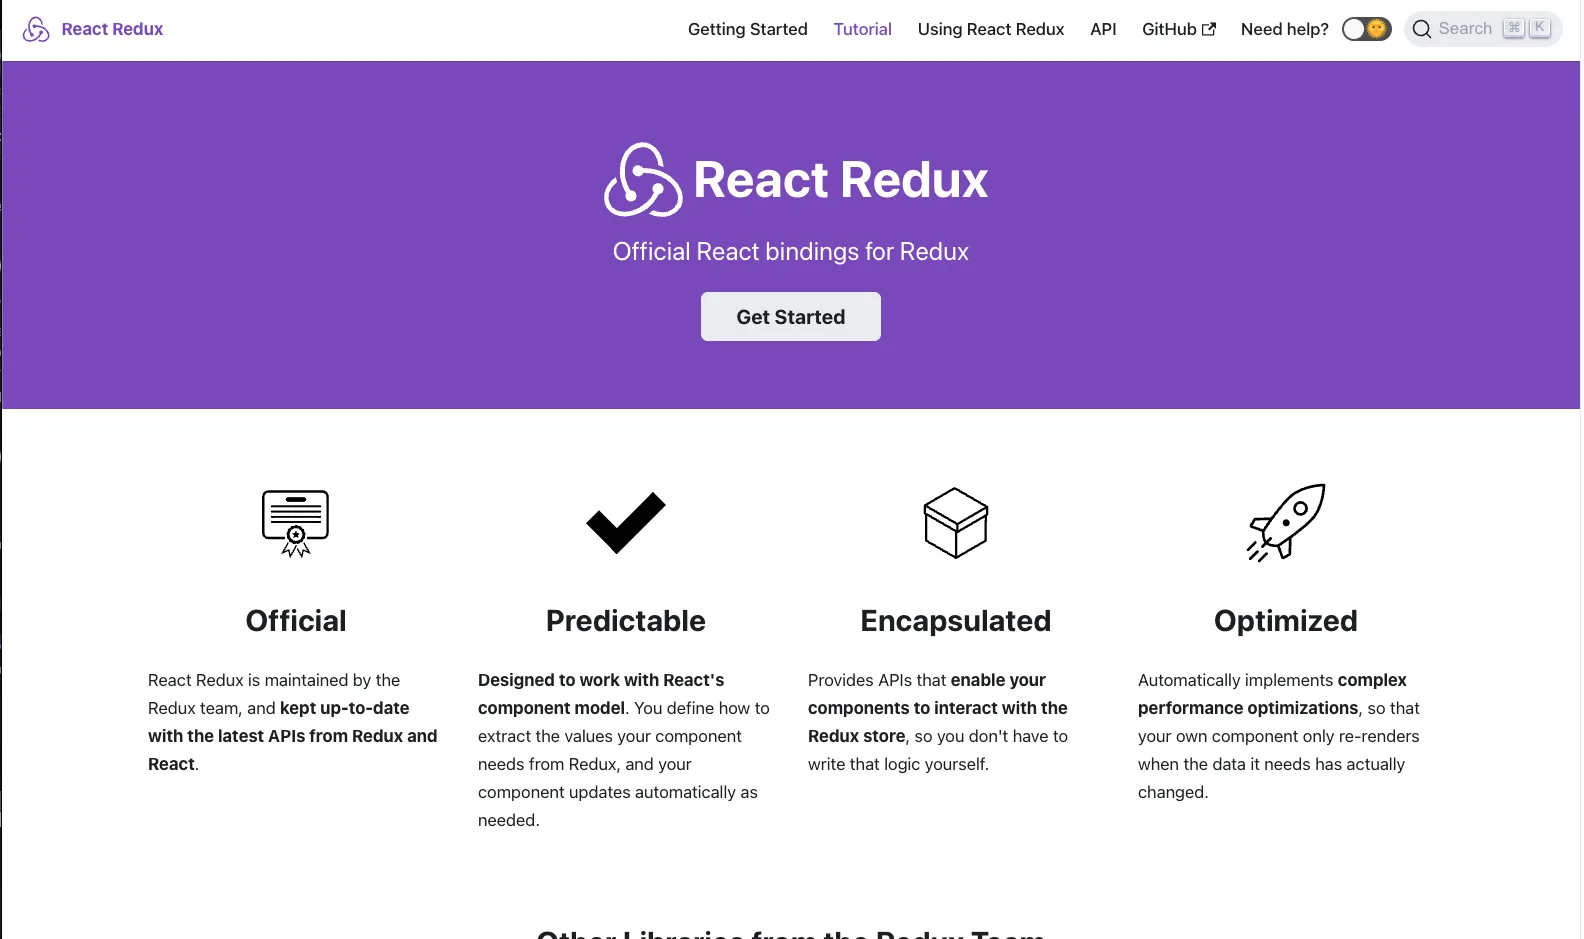 React Redux
Getting Started
Tutorial
Using React Redux
API
GitHub
Need help?
Search ⌘ K
React Redux
Official React bindings for Redux
Get Started
Official
React Redux is maintained by the
Redux team, and kept up-to-date
with the latest APIs from Redux and
React.
Predictable
Designed to work with React's
component model. You define how to
extract the values your component
needs from Redux, and your
component updates automatically as
needed.
Encapsulated
Provides APIs that enable your
components to interact with the
Redux store, so you don't have to
write that logic yourself.
Optimized
Automatically implements complex
performance optimizations, so that
your own component only re-renders
when the data it needs has actually
changed.
Other Libraries from the Redux Team